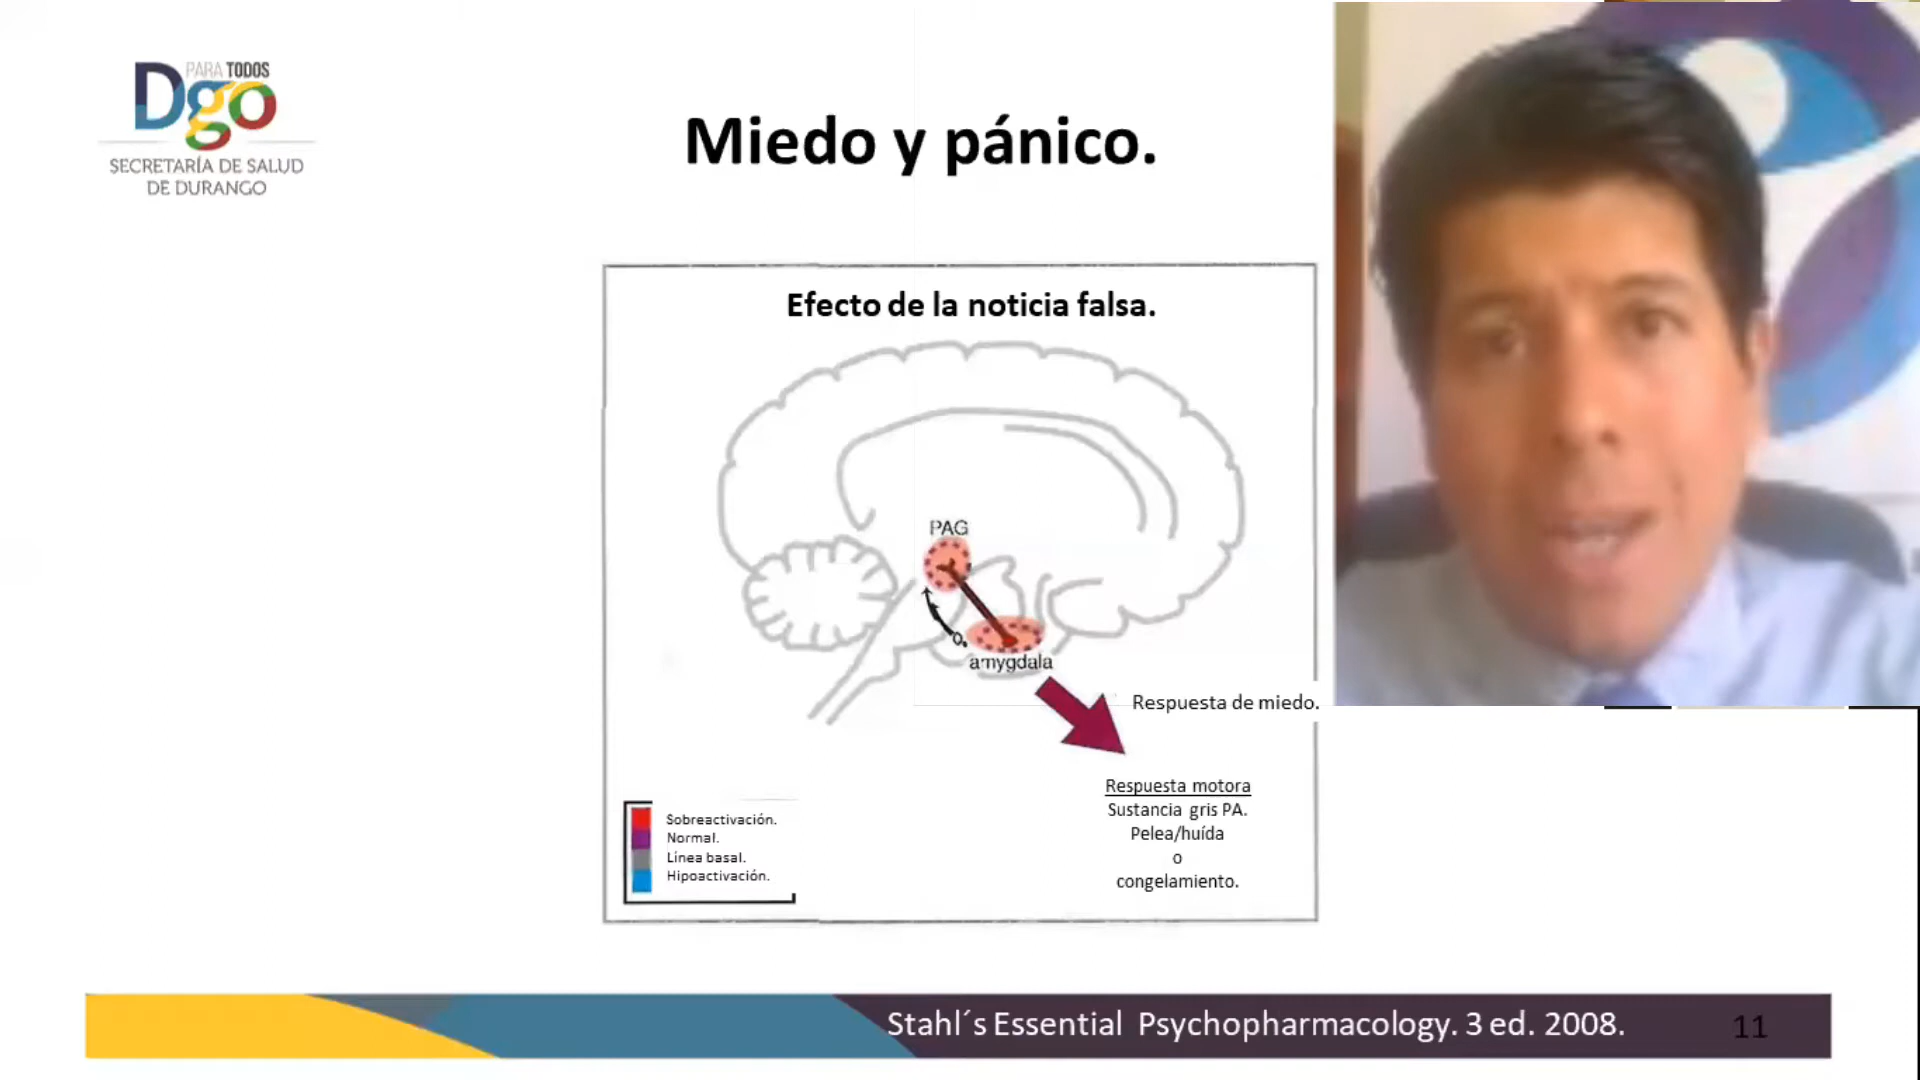 PARA TODOS
Dgo
SECRETARÍA DE SALUD
DE DURANGO
Miedo y pánico.
Efecto de la noticia falsa.
PAG
amygdala
Respuesta de miedo.
Respuesta motora
Sustancia gris PA.
Pelea/huída
o
congelamiento.
Sobreactivación.
Normal.
Línea basal.
Hipoactivación.
Stahl´s Essential Psychopharmacology. 3 ed. 2008.
11